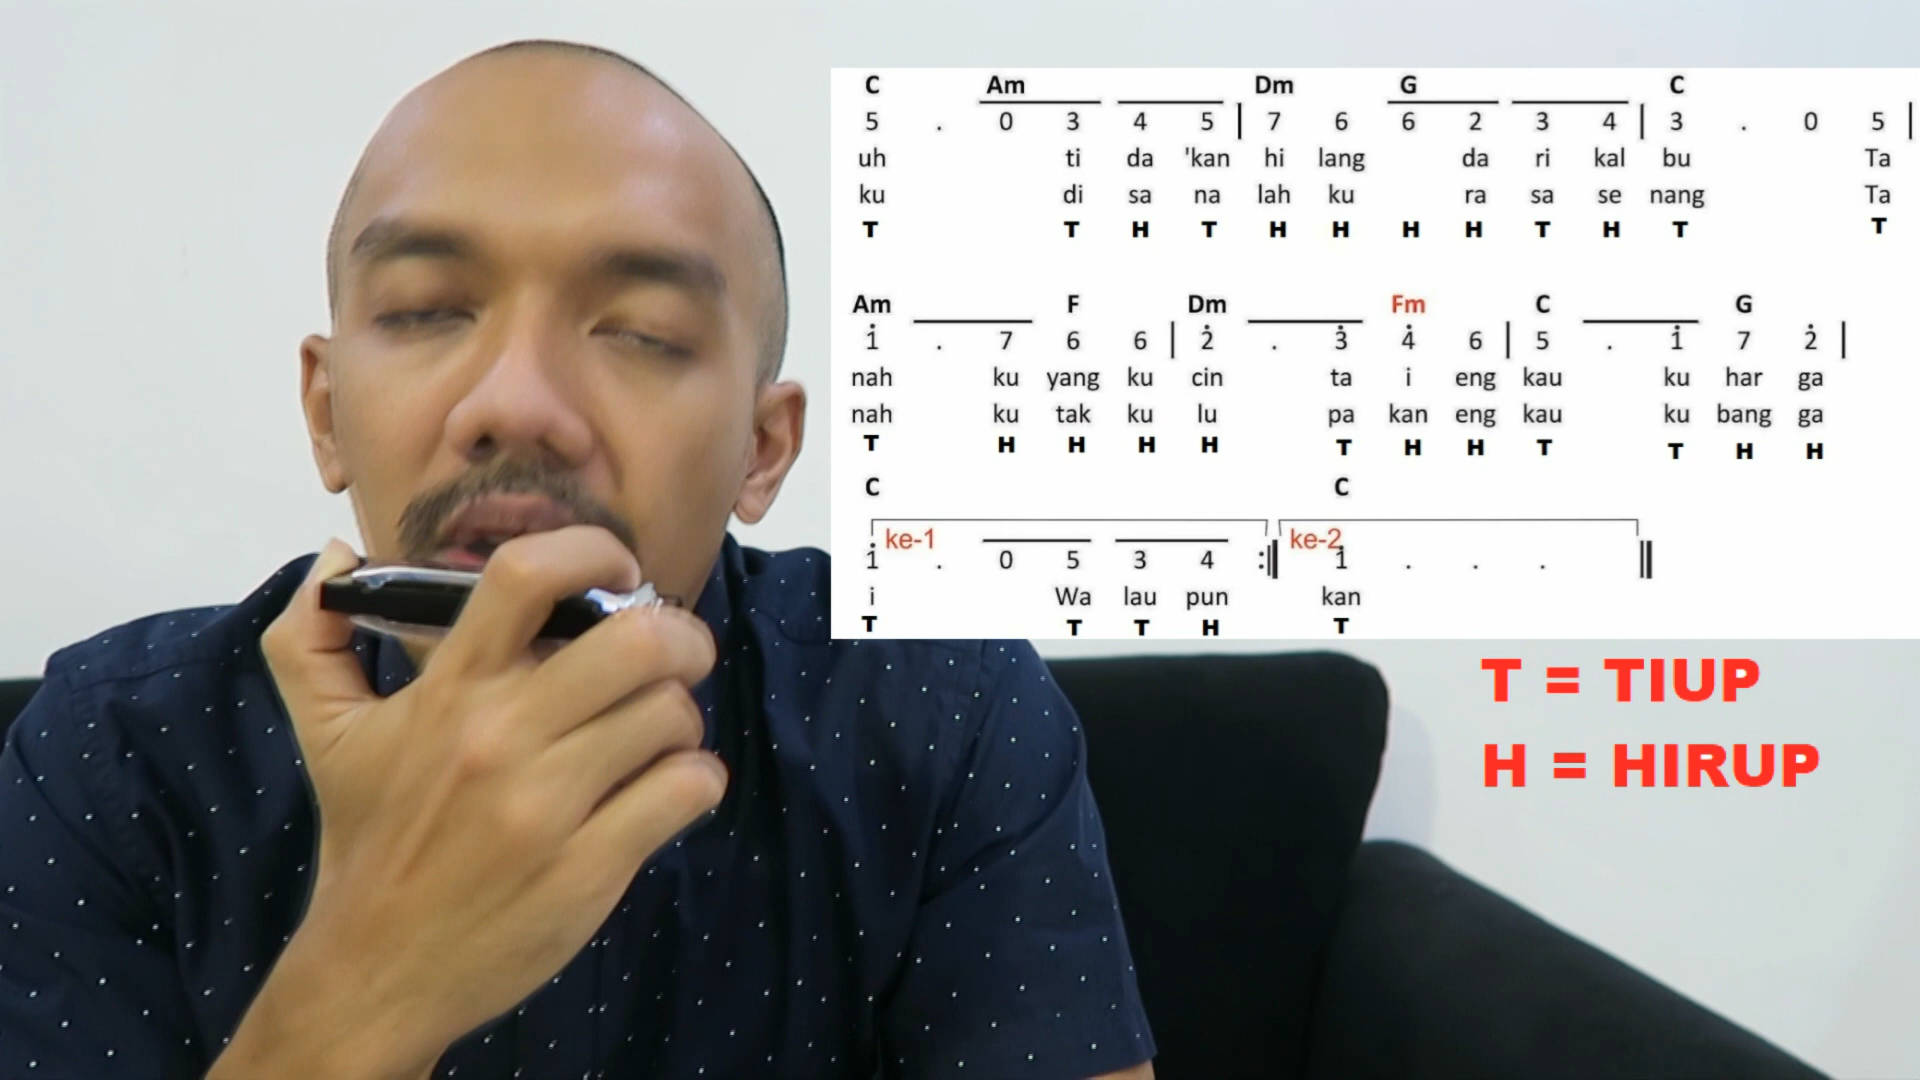 C Am Dm G C
5 . 0 3 4 5 | 7 6 6 2 3 4 | 3 . 0 5 |
uh ti da 'kan hi lang da ri kal bu Ta
ku di sa na lah ku ra sa se nang Ta
T T H T H H H H T H T T
Am F Dm Fm C G
1̇ . 7 6 6 | 2̇ . 3̇ 4̇ 6 | 5 . 1̇ 7 2̇ |
nah ku yang ku cin ta i eng kau ku har ga
nah ku tak ku lu pa kan eng kau ku bang ga
T H H H H T H H T T H H
C C
ke-1 ke-2
1̇ . 0 5 3 4 :|| 1̇ . . . ||
i Wa lau pun kan
T T T H T
T = TIUP
H = HIRUP